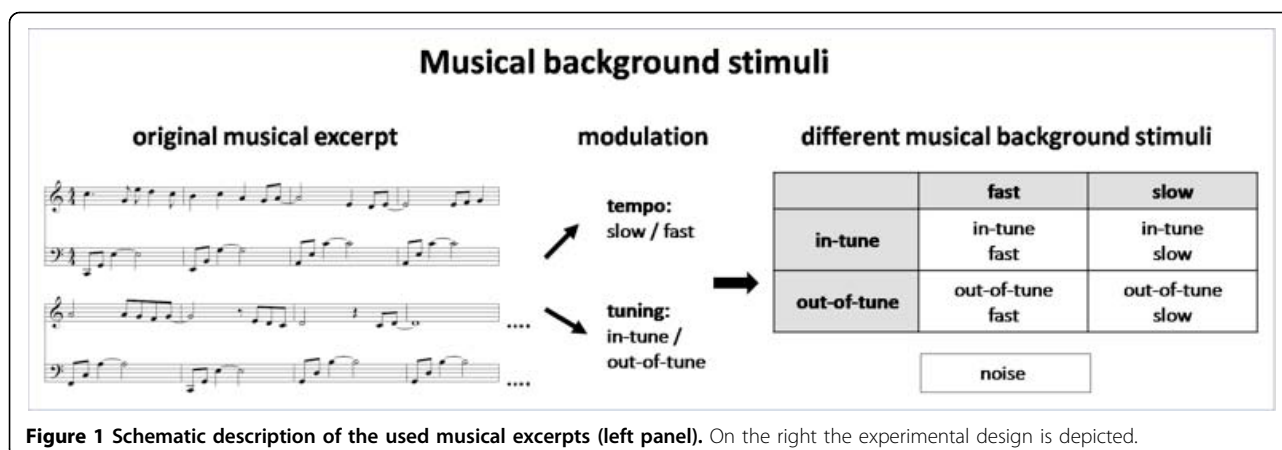 Musical background stimuli
original musical excerpt
modulation
tempo:
slow / fast
tuning:
in-tune /
out-of-tune
....
....
different musical background stimuli
fast slow
in-tune in-tune in-tune
fast slow
out-of-tune out-of-tune out-of-tune
fast slow
noise
Figure 1 Schematic description of the used musical excerpts (left panel). On the right the experimental design is depicted.